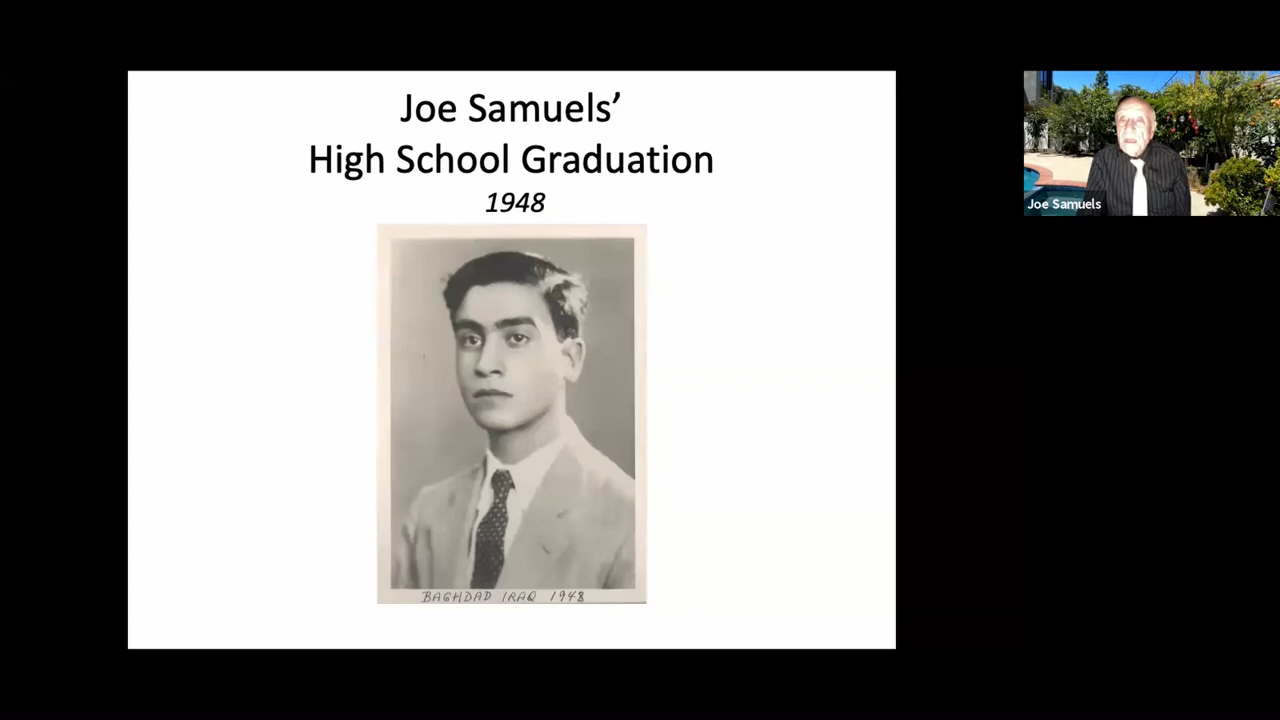 Joe Samuels’
High School Graduation
1948
BAGHDAD IRAQ 1948
Joe Samuels